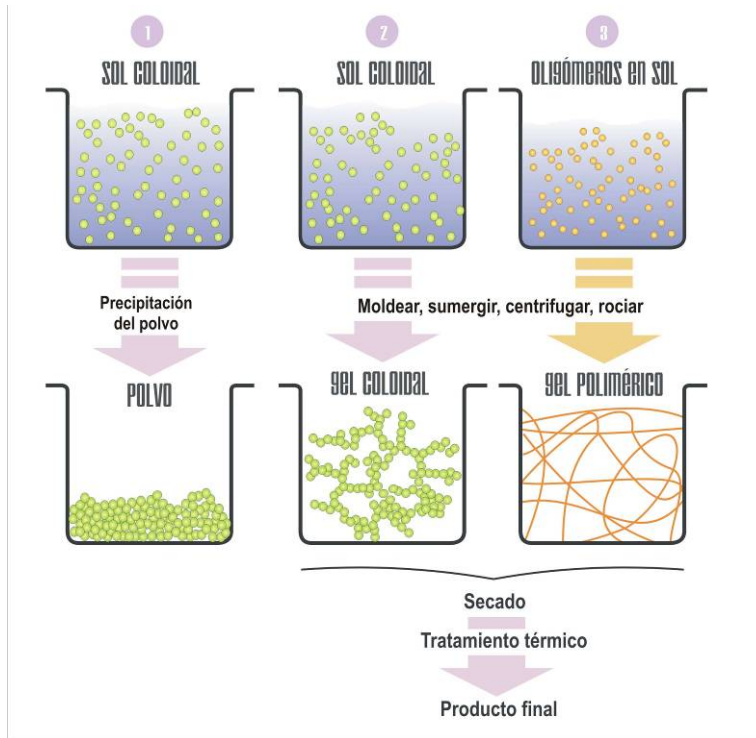 1
2
3
SOL COLOIDAL
SOL COLOIDAL
OLIGÓMEROS EN SOL
Precipitación
del polvo
Moldear, sumergir, centrifugar, rociar
POLVO
GEL COLOIDAL
GEL POLIMÉRICO
Secado
Tratamiento térmico
Producto final